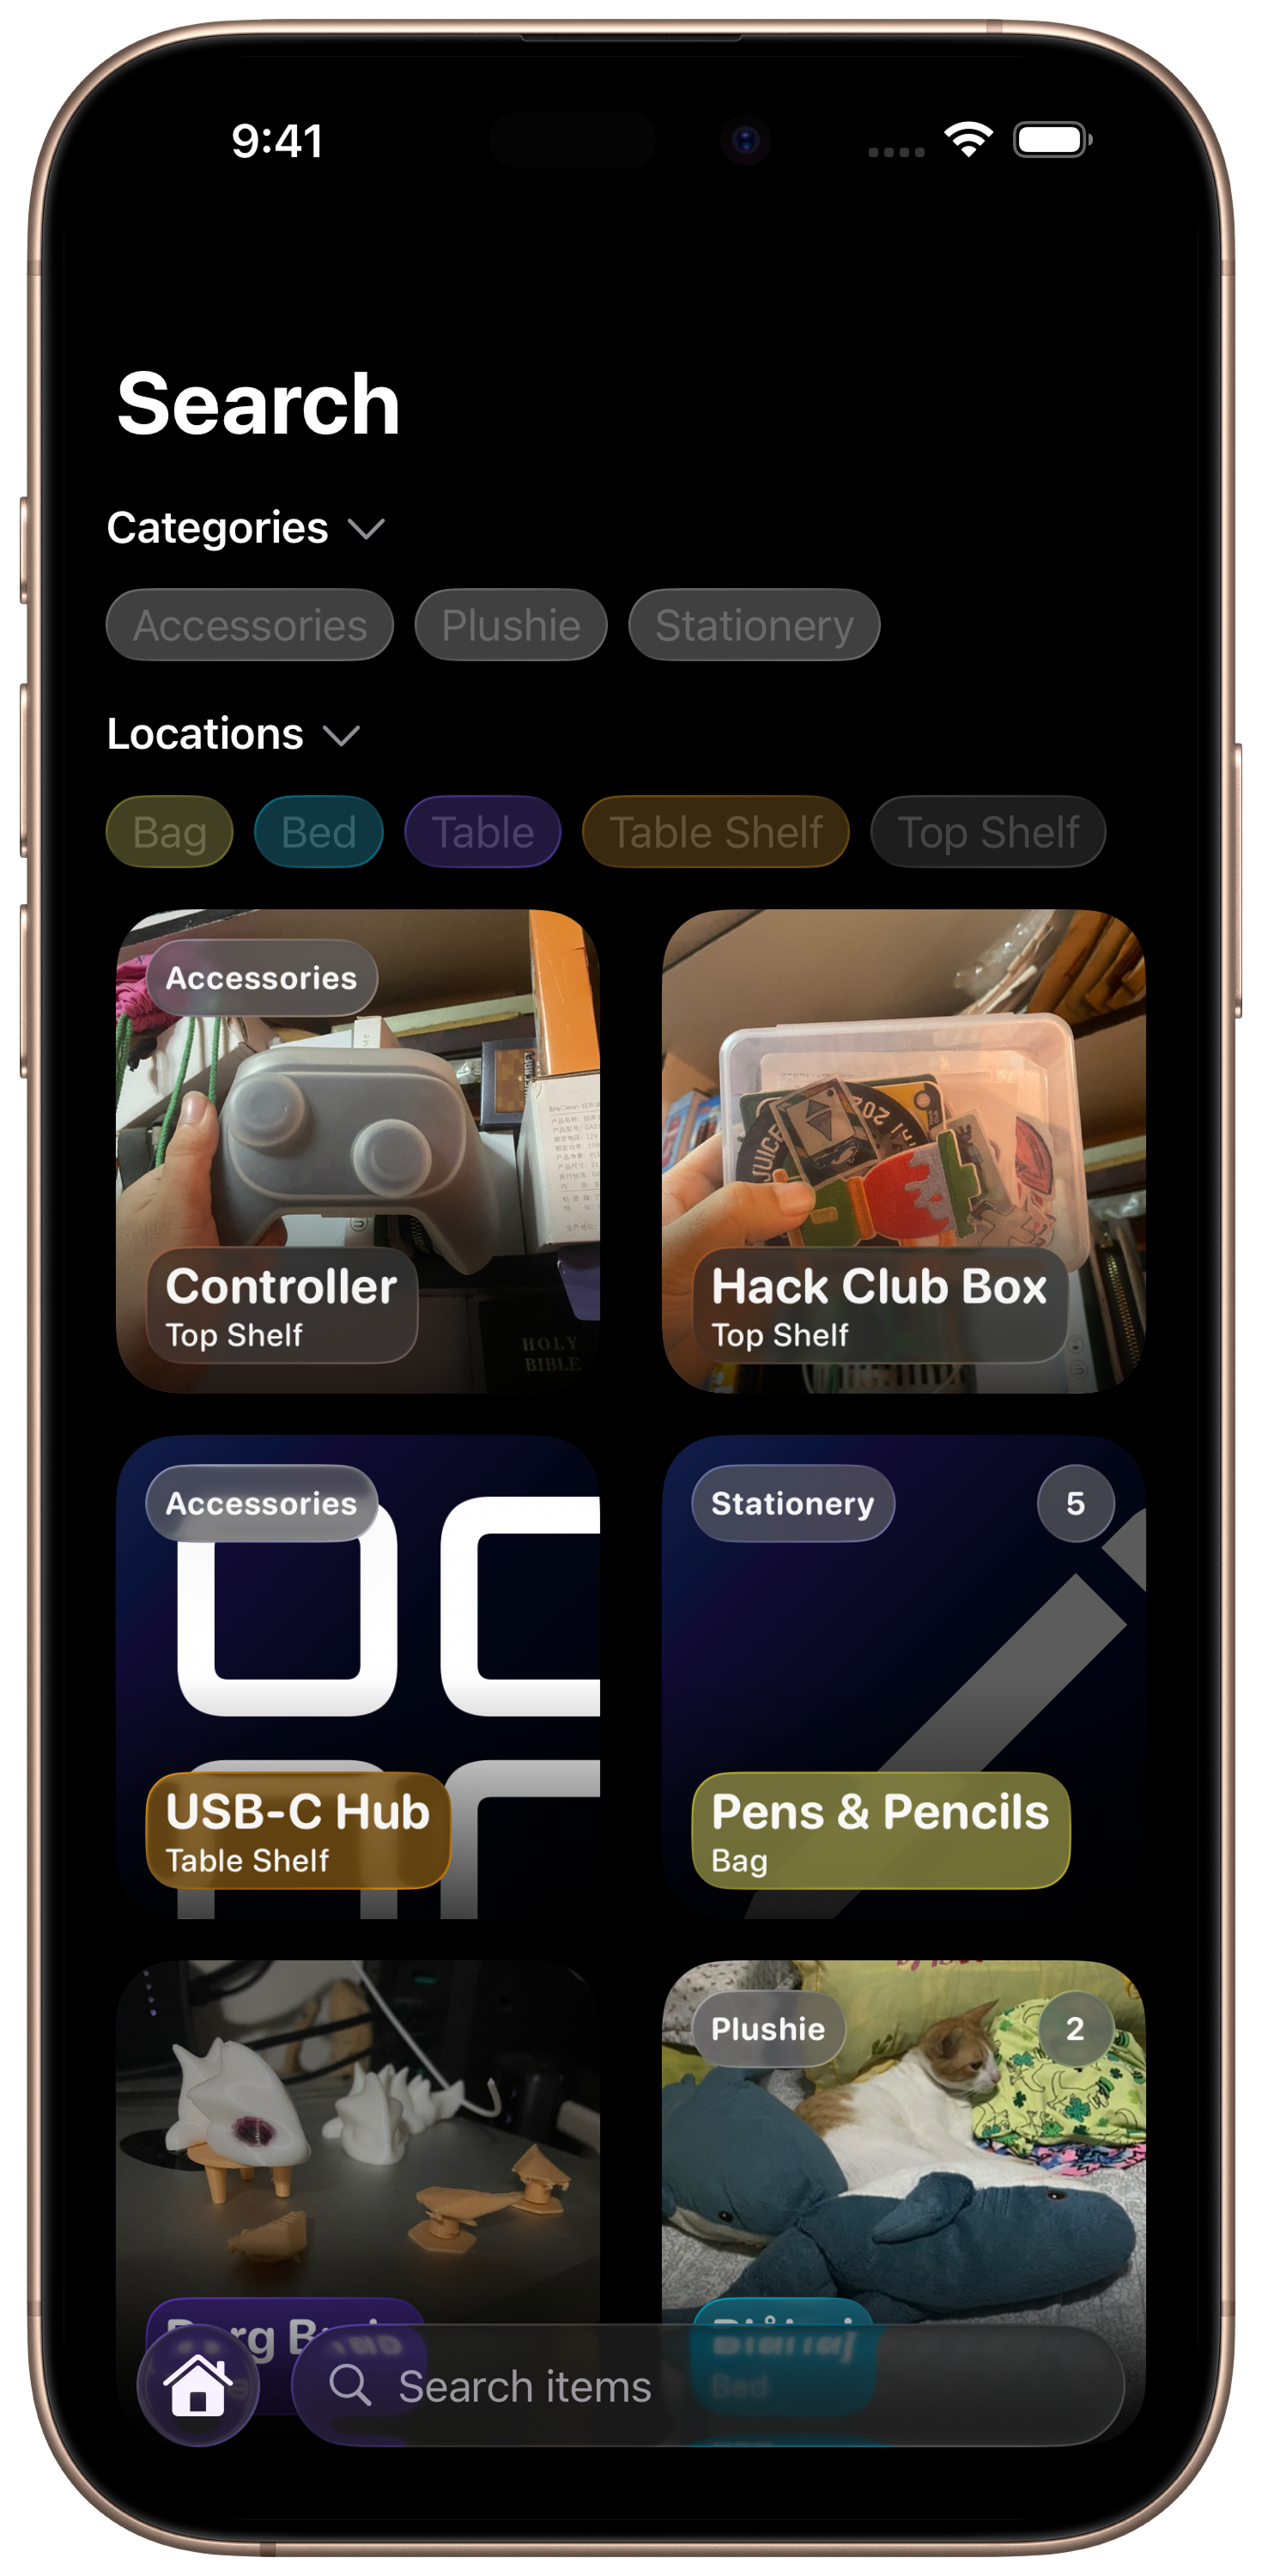 9:41
Search
Categories
Accessories Plushie Stationery
Locations
Bag Bed Table Table Shelf Top Shelf
Accessories
HOLY
BIBLE
Controller
Top Shelf
JUICE
Hack Club Box
Top Shelf
Accessories
USB-C Hub
Table Shelf
Stationery 5
Pens & Pencils
Bag
Plushie 2
Blåhaj
Bed
Search items